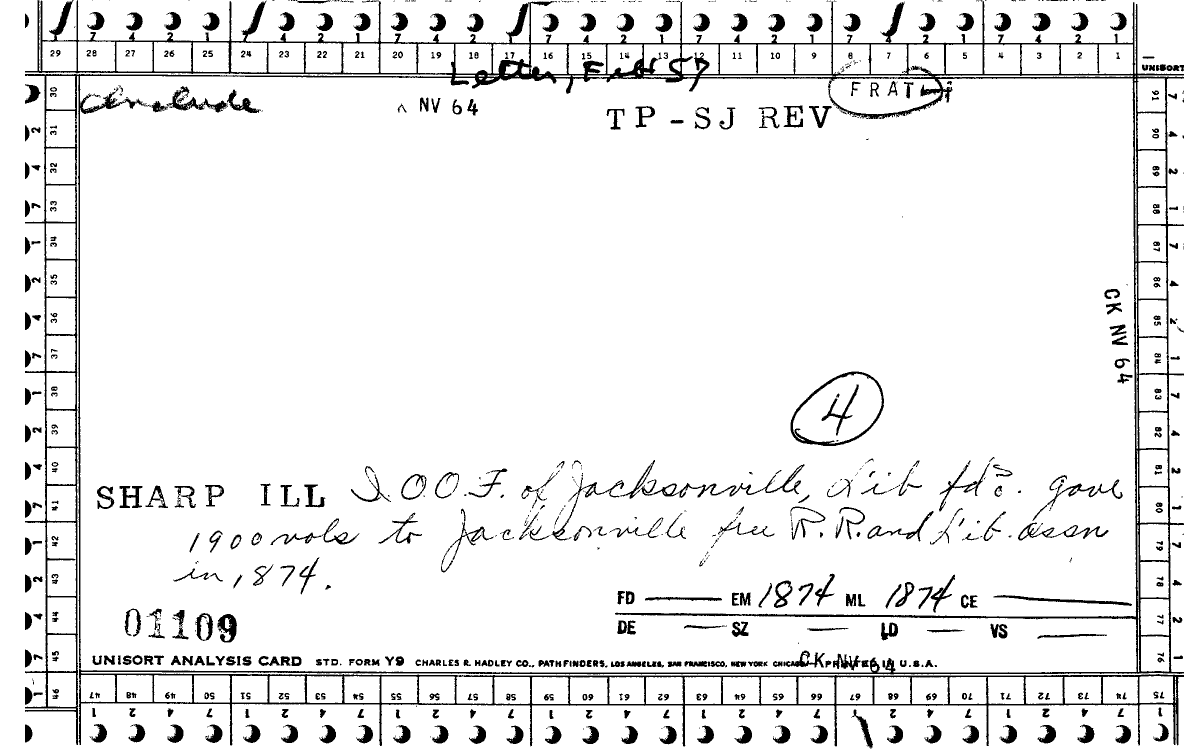 7 4 2 1 7 4 2 1 7 4 2 1 7 4 2 1 7 4 2 1 7 4 2 1 7 4 2 1
29 28 27 26 25 24 23 22 21 20 19 18 17 16 15 14 13 12 11 10 9 8 7 6 5 4 3 2 1
UNISORT
Letter, Feb 57
Include
NV 64
TP-SJ REV
FRAT
30 31 32 33 34 35 36 37 38 39 40 41 42 43 44 45 46
91 90 89 88 87 86 85 84 83 82 81 80 79 78 77 76
CK NV 64
4
SHARP ILL I.O.O.F. of Jacksonville, Lib fd?. gave
1900 vols to Jacksonville free R.R. and Lib. assn
in 1874.
FD — EM 1874 ML 1874 CE —
01109
DE — SZ — LD — VS —
UNISORT ANALYSIS CARD STD. FORM Y9 CHARLES R. HADLEY CO., PATHFINDERS, LOS ANGELES, SAN FRANCISCO, NEW YORK CHICAGO PRINTED IN U.S.A.
CK NV 64
47 48 49 50 51 52 53 54 55 56 57 58 59 60 61 62 63 64 65 66 67 68 69 70 71 72 73 74 75
1 2 4 7 1 2 4 7 1 2 4 7 1 2 4 7 1 2 4 7 1 2 4 7 1 2 4 7 1